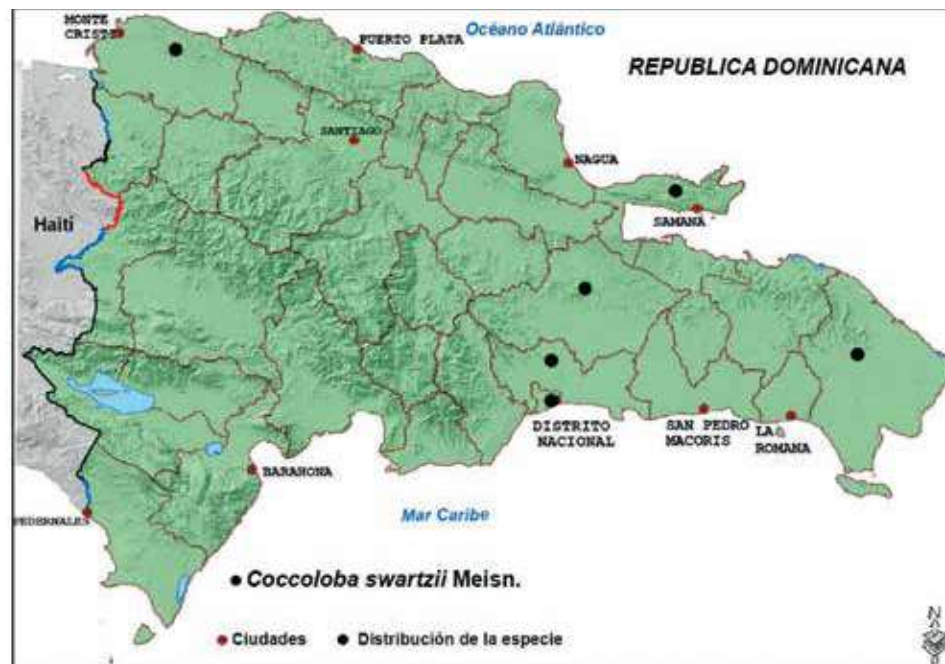 MONTE
CRISTI
PUERTO PLATA
Océano Atlántico
REPUBLICA DOMINICANA
SANTIAGO
NAGUA
Haití
SAMANA
DISTRITO
NACIONAL
SAN PEDRO
MACORIS
LA
ROMANA
BARAHONA
PEDERNALES
Mar Caribe
Coccoloba swartzii Meisn.
Ciudades
Distribución de la especie
N